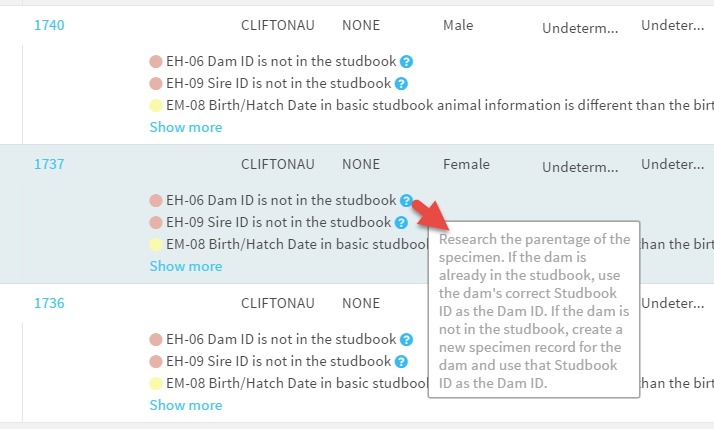 1740 CLIFTONAU NONE Male Undeterm... Undeter...
EH-06 Dam ID is not in the studbook ?
EH-09 Sire ID is not in the studbook ?
EM-08 Birth/Hatch Date in basic studbook animal information is different than the birt
Show more
1737 CLIFTONAU NONE Female Undeterm... Undeter...
EH-06 Dam ID is not in the studbook ?
EH-09 Sire ID is not in the studbook ?
EM-08 Birth/Hatch Date in basic studbook
han the birt
Show more
Research the parentage of the
specimen. If the dam is
already in the studbook, use
the dam's correct Studbook
ID as the Dam ID. If the dam is
not in the studbook, create a
new specimen record for the
dam and use that Studbook
ID as the Dam ID.
1736 CLIFTONAU NONE Undeter...
EH-06 Dam ID is not in the studbook ?
EH-09 Sire ID is not in the studbook ?
EM-08 Birth/Hatch Date in basic studbook
han the birt
Show more